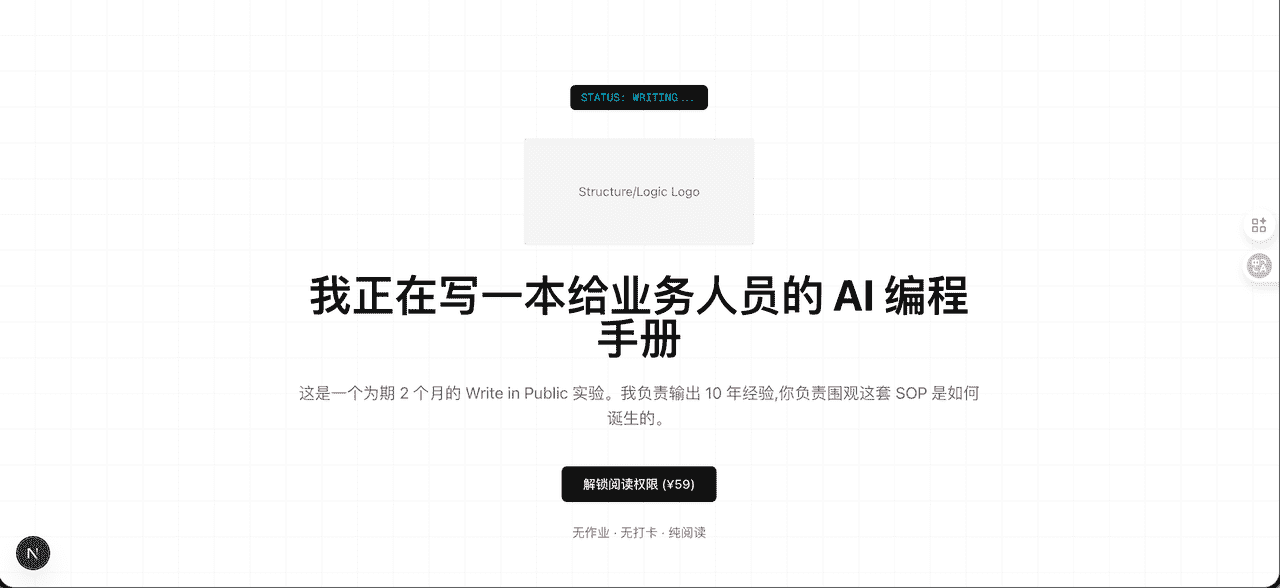 STATUS: WRITING...
Structure/Logic Logo
我正在写一本给业务人员的 AI 编程
手册
这是一个为期 2 个月的 Write in Public 实验。我负责输出 10 年经验,你负责围观这套 SOP 是如何
诞生的。
解锁阅读权限 (¥59)
无作业 · 无打卡 · 纯阅读
N